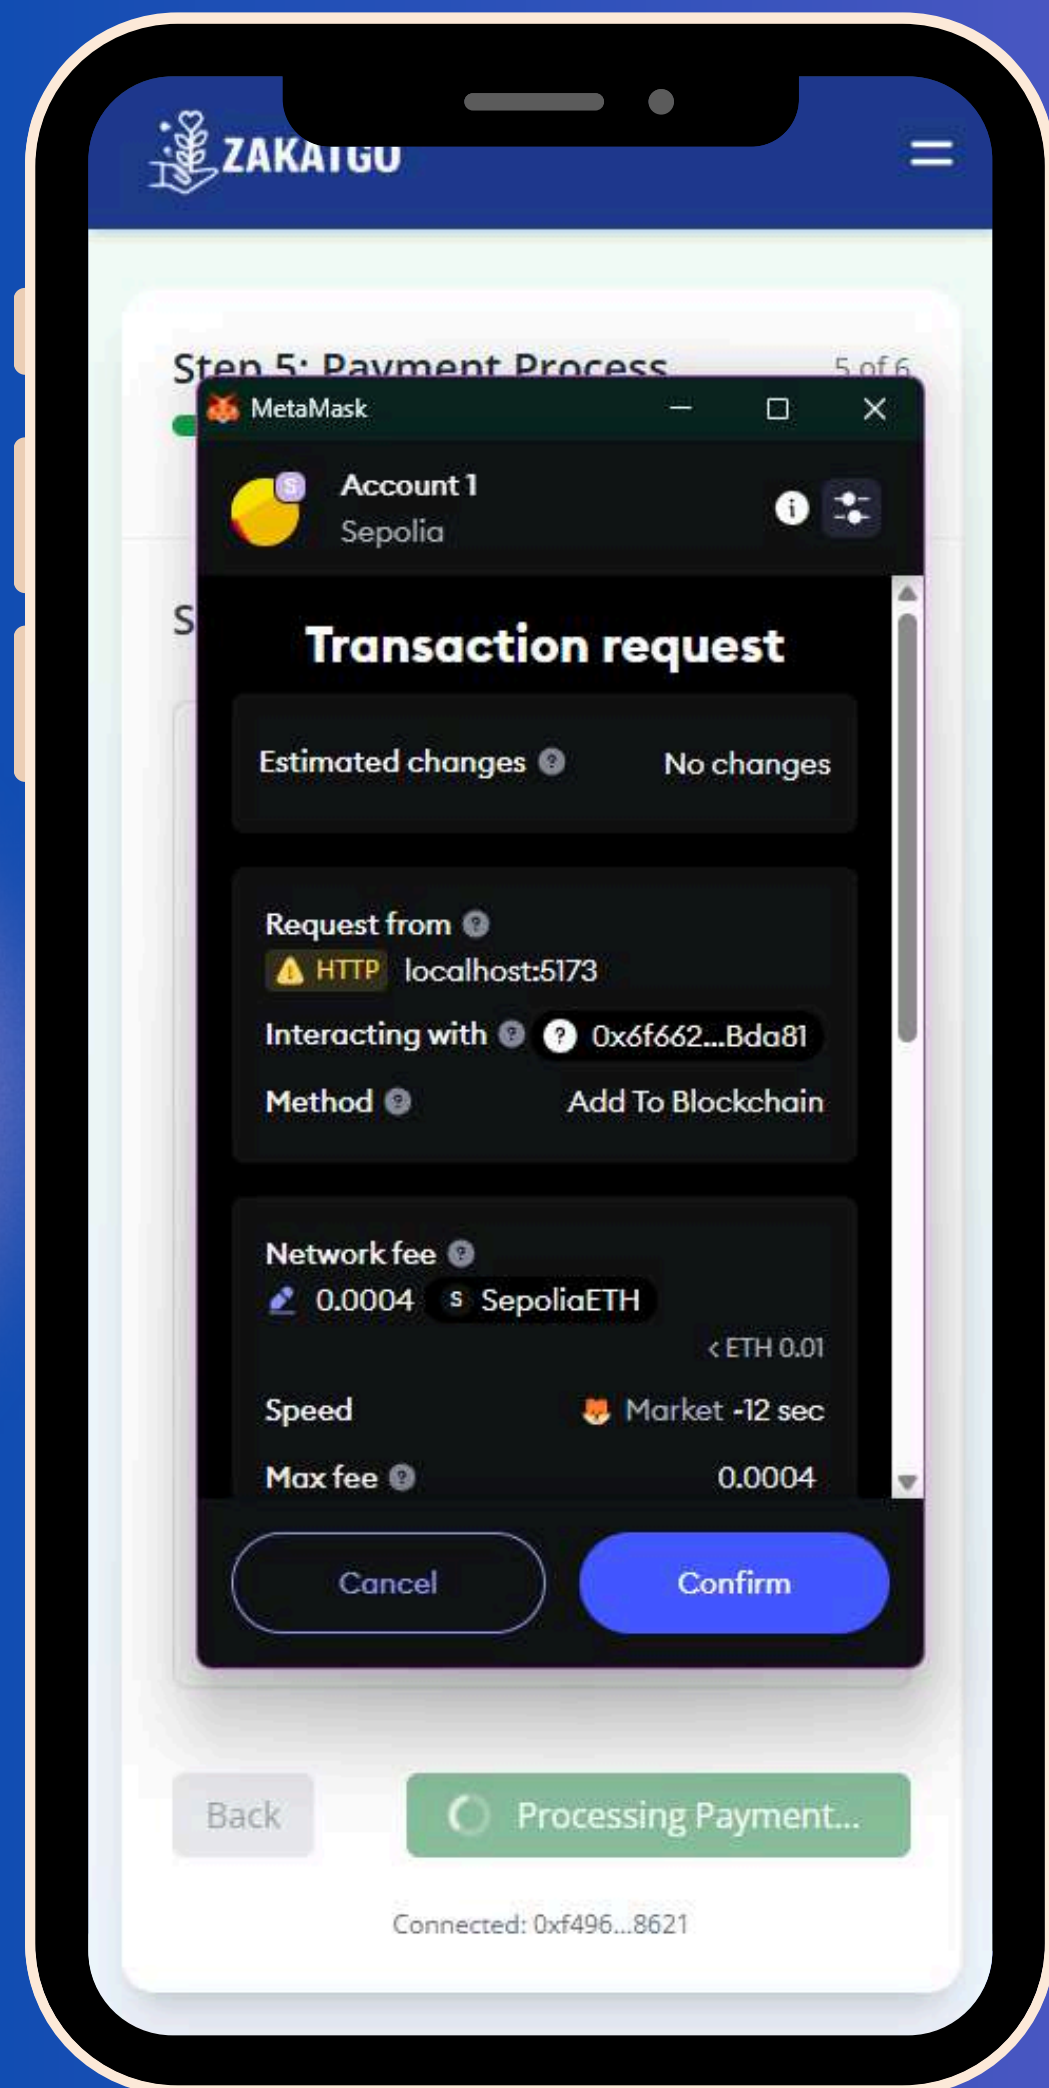 ZAKATGO
Step 5: Payment Process 5 of 6
MetaMask
S
Account 1
Sepolia
S
Transaction request
Estimated changes ? No changes
Request from ?
HTTP localhost:5173
Interacting with ? ? 0x6f662...Bda81
Method ? Add To Blockchain
Network fee ?
0.0004 S SepoliaETH
< ETH 0.01
Speed Market ~12 sec
Max fee ? 0.0004
Cancel Confirm
Back Processing Payment...
Connected: 0xf496...8621